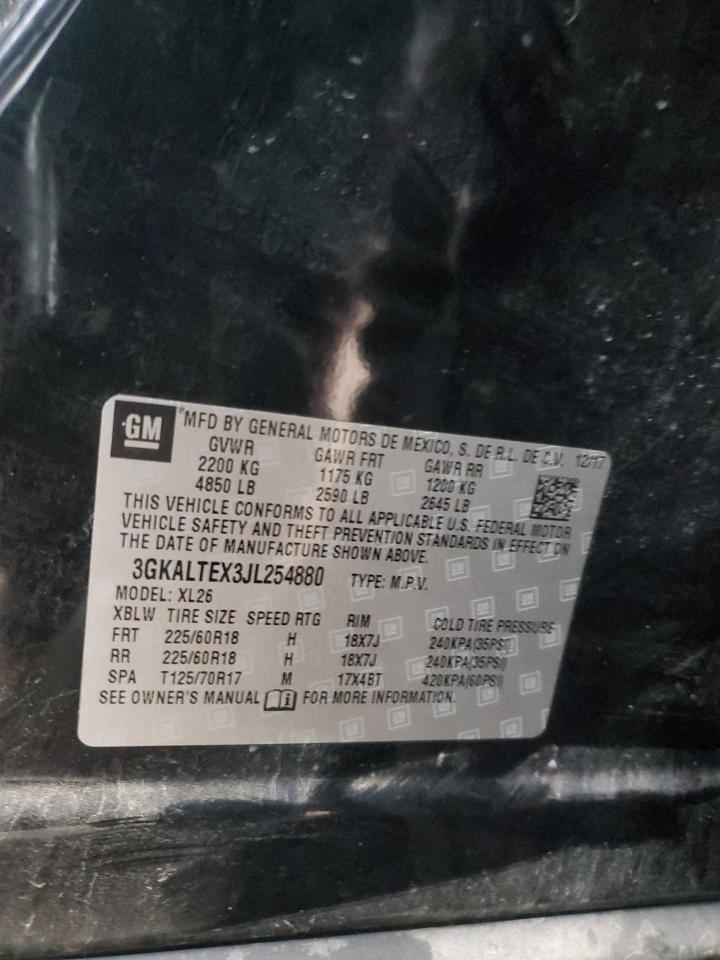 GM
MFD BY GENERAL MOTORS DE MEXICO, S. DE R.L. DE C.V. 12/17
GVWR GAWR FRT GAWR RR
2200 KG 1175 KG 1200 KG
4850 LB 2590 LB 2645 LB
THIS VEHICLE CONFORMS TO ALL APPLICABLE U.S. FEDERAL MOTOR
VEHICLE SAFETY AND THEFT PREVENTION STANDARDS IN EFFECT ON
THE DATE OF MANUFACTURE SHOWN ABOVE.
3GKALTEX3JL254880 TYPE: M.P.V.
MODEL: XL26
XBLW TIRE SIZE SPEED RTG RIM COLD TIRE PRESSURE
FRT 225/60R18 H 18X7J 240KPA(35PSI)
RR 225/60R18 H 18X7J 240KPA(35PSI)
SPA T125/70R17 M 17X4BT 420KPA(60PSI)
SEE OWNER'S MANUAL FOR MORE INFORMATION.